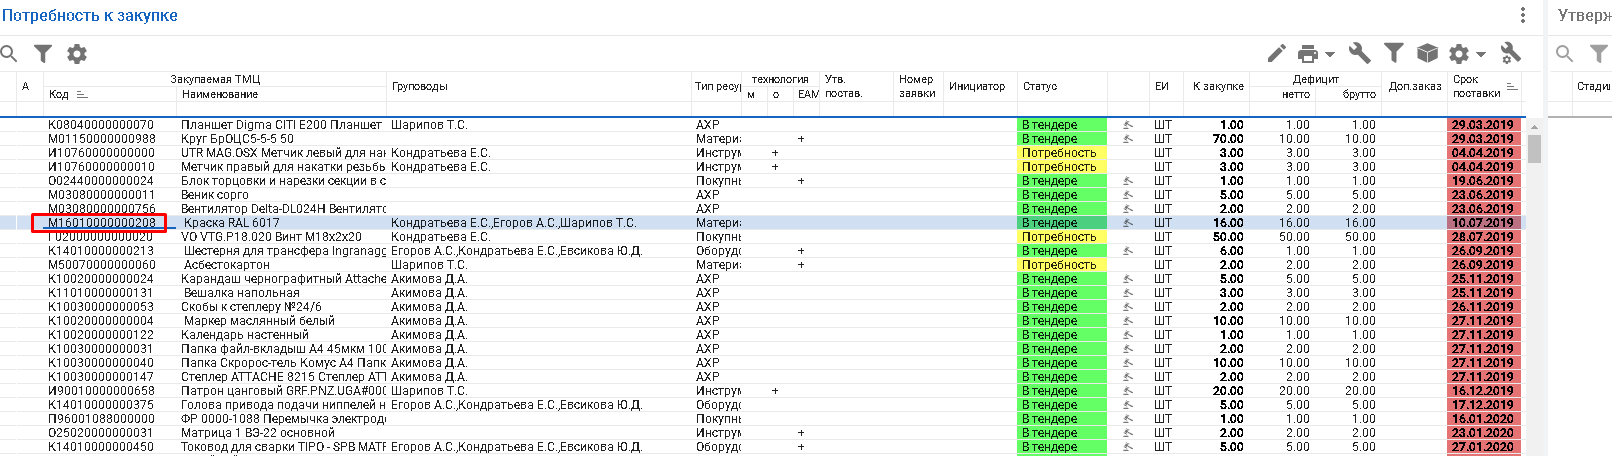 Потребность к закупке
Утверж
А Закупаемая ТМЦ Груповоды Тип ресур технология Утв. постав. Номер заявки Инициатор Статус ЕИ К закупке Дефицит Доп.заказ Срок поставки Стади
Код Наименование м о ЕАМ нетто брутто
К08040000000070 Планшет Digma CITI E200 Планшет Шарипов Т.С. АХР В тендере ШТ 1.00 1.00 1.00 29.03.2019
М01150000000988 Круг БрОЦС5-5-5 50 Матери + В тендере ШТ 70.00 10.00 10.00 29.03.2019
И10760000000000 UTR MAG.OSX Метчик левый для нак Кондратьева Е.С. Инструм + Потребность ШТ 3.00 3.00 3.00 04.04.2019
И10760000000010 Метчик правый для накатки резьбь Кондратьева Е.С. Инструм + Потребность ШТ 3.00 3.00 3.00 04.04.2019
О02440000000024 Блок торцовки и нарезки секции в с Покупнь + В тендере ШТ 1.00 1.00 1.00 19.06.2019
М03080000000011 Веник сорго АХР В тендере ШТ 5.00 5.00 5.00 23.06.2019
М03080000000756 Вентилятор Delta-DL024H Вентилято АХР В тендере ШТ 2.00 2.00 2.00 23.06.2019
М16010000000208 Краска RAL 6017 Кондратьева Е.С.,Егоров А.С.,Шарипов Т.С. Матери В тендере ШТ 16.00 16.00 16.00 10.07.2019
Г02000000000020 VO VTG.P18.020 Винт М18х2х20 Кондратьева Е.С. Покупнь Потребность ШТ 50.00 50.00 50.00 28.07.2019
К14010000000213 Шестерня для трансфера Ingranagg Егоров А.С.,Кондратьева Е.С.,Евсикова Ю.Д. Оборудо + В тендере ШТ 6.00 1.00 1.00 26.09.2019
М50070000000060 Асбестокартон Шарипов Т.С. Матери + Потребность ШТ 2.00 2.00 2.00 26.09.2019
К10020000000024 Карандаш чернографитный Attache Акимова Д.А. АХР В тендере ШТ 5.00 5.00 5.00 25.11.2019
К11010000000131 Вешалка напольная Акимова Д.А. АХР В тендере ШТ 3.00 3.00 3.00 25.11.2019
К10030000000053 Скобы к степлеру №24/6 Акимова Д.А. АХР В тендере ШТ 2.00 2.00 2.00 26.11.2019
К10020000000004 Маркер маслянный белый Акимова Д.А. АХР В тендере ШТ 10.00 10.00 10.00 27.11.2019
К10020000000122 Календарь настенный Акимова Д.А. АХР В тендере ШТ 1.00 1.00 1.00 27.11.2019
К10030000000031 Папка файл-вкладыш А4 45мкм 100 Акимова Д.А. АХР В тендере ШТ 2.00 2.00 2.00 27.11.2019
К10030000000040 Папка Скорос-тель Комус А4 Папк Акимова Д.А. АХР В тендере ШТ 10.00 10.00 10.00 27.11.2019
К10030000000147 Степлер ATTACHE 8215 Степлер ATT Акимова Д.А. АХР В тендере ШТ 2.00 2.00 2.00 27.11.2019
И90010000000658 Патрон цанговый GRF.PNZ.UGA#000 Шарипов Т.С. Инструм + В тендере ШТ 20.00 20.00 20.00 16.12.2019
К14010000000375 Голова привода подачи ниппелей н Егоров А.С.,Кондратьева Е.С.,Евсикова Ю.Д. Оборудо В тендере ШТ 5.00 5.00 5.00 17.12.2019
П96001088000000 ФР 0000-1088 Перемычка электрод Покупнь + В тендере ШТ 1.00 1.00 1.00 16.01.2020
О25020000000031 Матрица 1 ВЭ-22 основной Инструм + В тендере ШТ 2.00 2.00 2.00 23.01.2020
К14010000000450 Токовод для сварки TIPO - SPB MATF Егоров А.С.,Кондратьева Е.С.,Евсикова Ю.Д. Оборудо + В тендере ШТ 5.00 5.00 5.00 27.01.2020